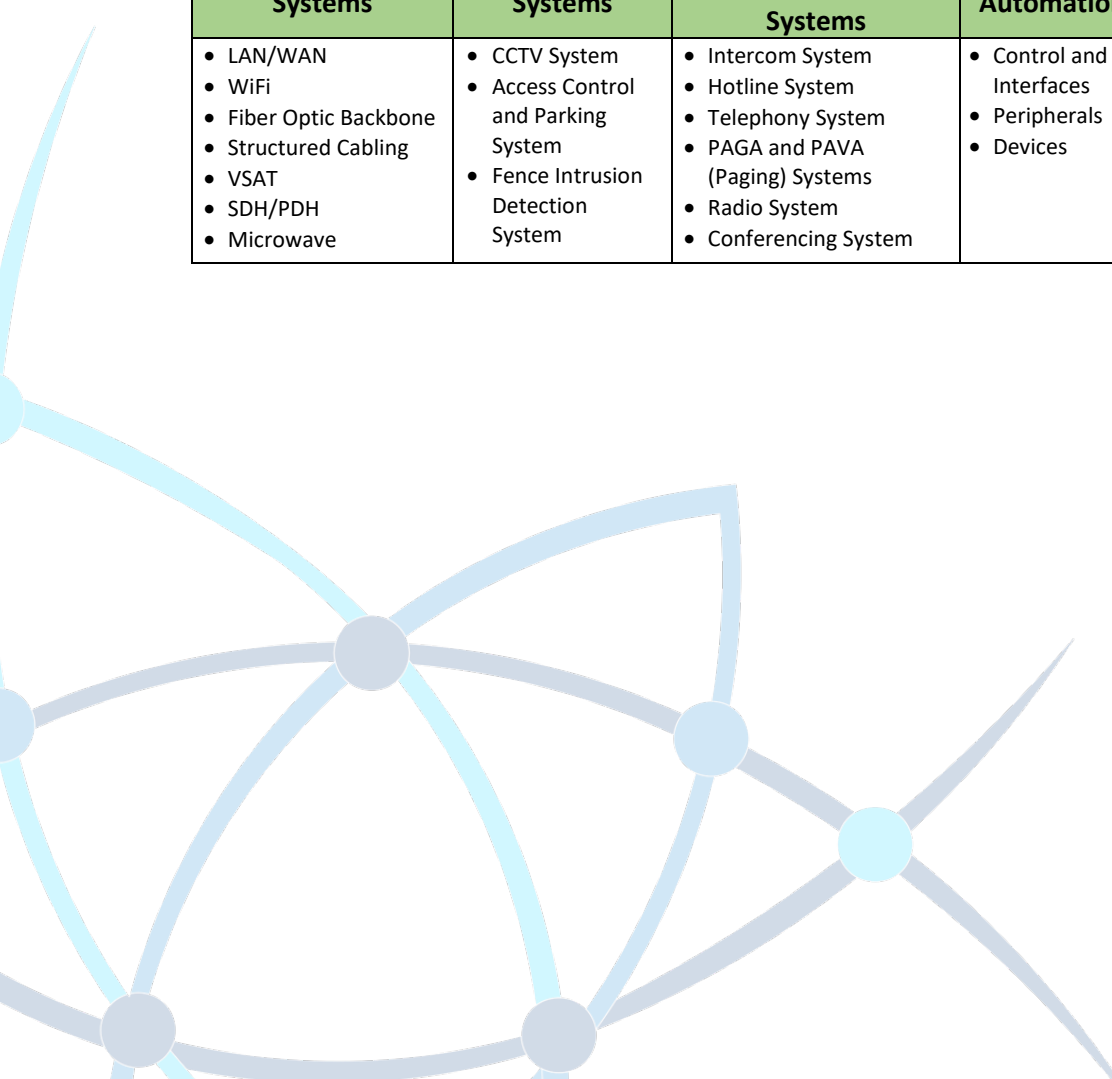 Systems
Systems
Systems
Automation
• LAN/WAN
• WiFi
• Fiber Optic Backbone
• Structured Cabling
• VSAT
• SDH/PDH
• Microwave
• CCTV System
• Access Control
and Parking
System
• Fence Intrusion
Detection
System
• Intercom System
• Hotline System
• Telephony System
• PAGA and PAVA
(Paging) Systems
• Radio System
• Conferencing System
• Control and
Interfaces
• Peripherals
• Devices